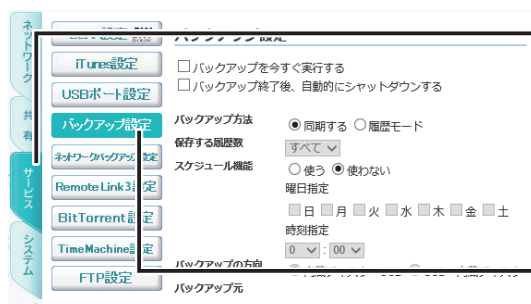 ネットワーク
共有
サービス
システム
iTunes設定
USBポート設定
バックアップ設定
ネットワークバックアップ設定
Remote Link 3設定
BitTorrent設定
TimeMachine設定
FTP設定
バックアップ設定
バックアップを今すぐ実行する
バックアップ終了後、自動的にシャットダウンする
バックアップ方法 同期する 履歴モード
保存する履歴数 すべて
スケジュール機能 使う 使わない
曜日指定
日 月 火 水 木 金 土
時刻指定
0 : 00
バックアップの方向
バックアップ元